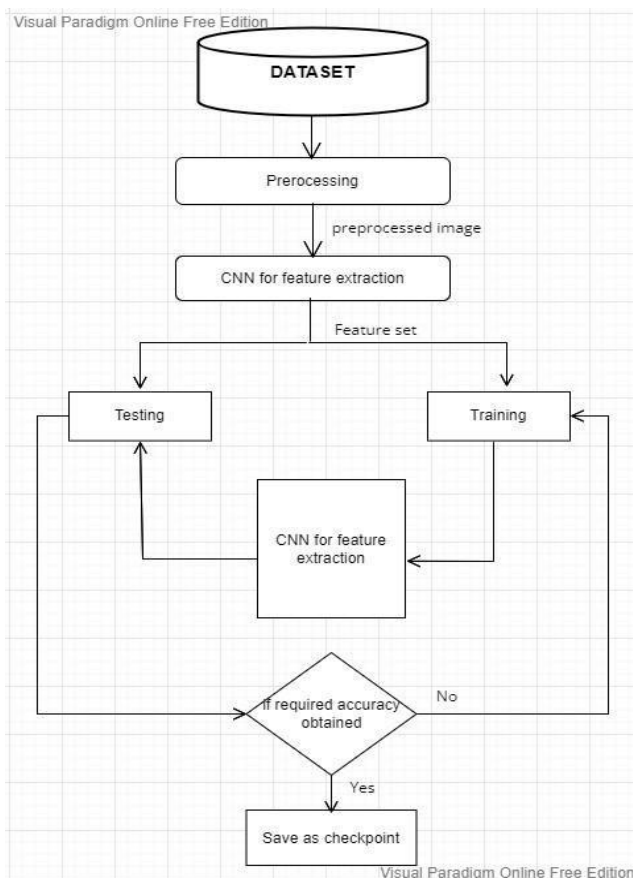 Visual Paradigm Online Free Edition
DATASET
Prerocessing
preprocessed image
CNN for feature extraction
Feature set
Testing
Training
CNN for feature
extraction
If required accuracy
obtained
No
Yes
Save as checkpoint
Visual Paradigm Online Free Edition